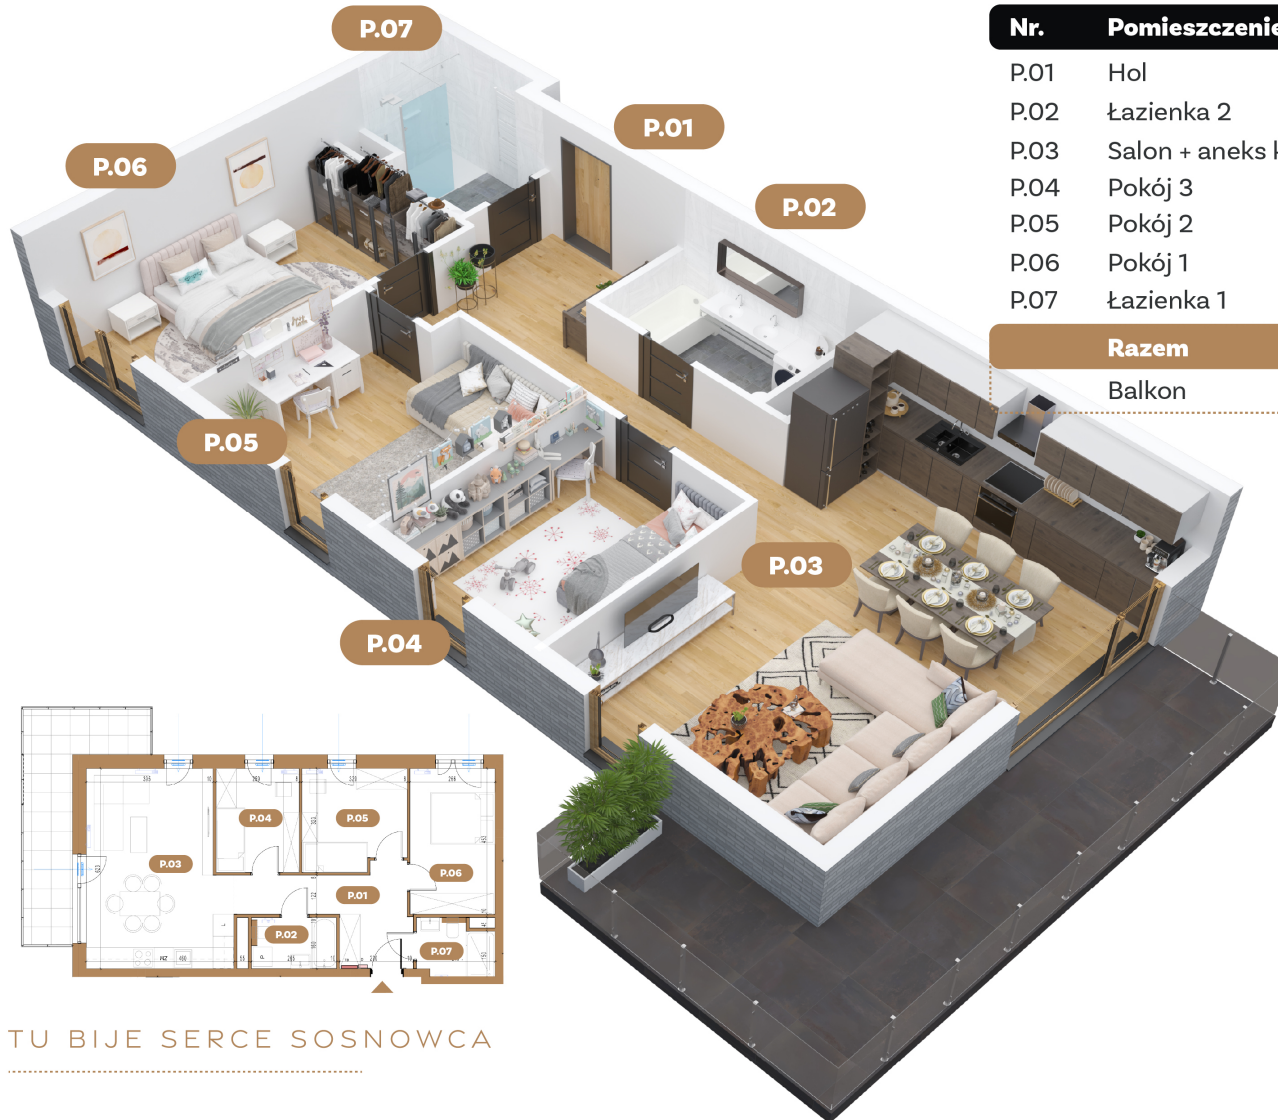 P.07
P.01
P.06
P.02
P.05
P.03
P.04
Nr. Pomieszczenie
P.01 Hol
P.02 Łazienka 2
P.03 Salon + aneks
P.04 Pokój 3
P.05 Pokój 2
P.06 Pokój 1
P.07 Łazienka 1
Razem
Balkon
P.04
P.05
P.03
P.06
P.01
P.02
P.07
TU BIJE SERCE SOSNOWCA